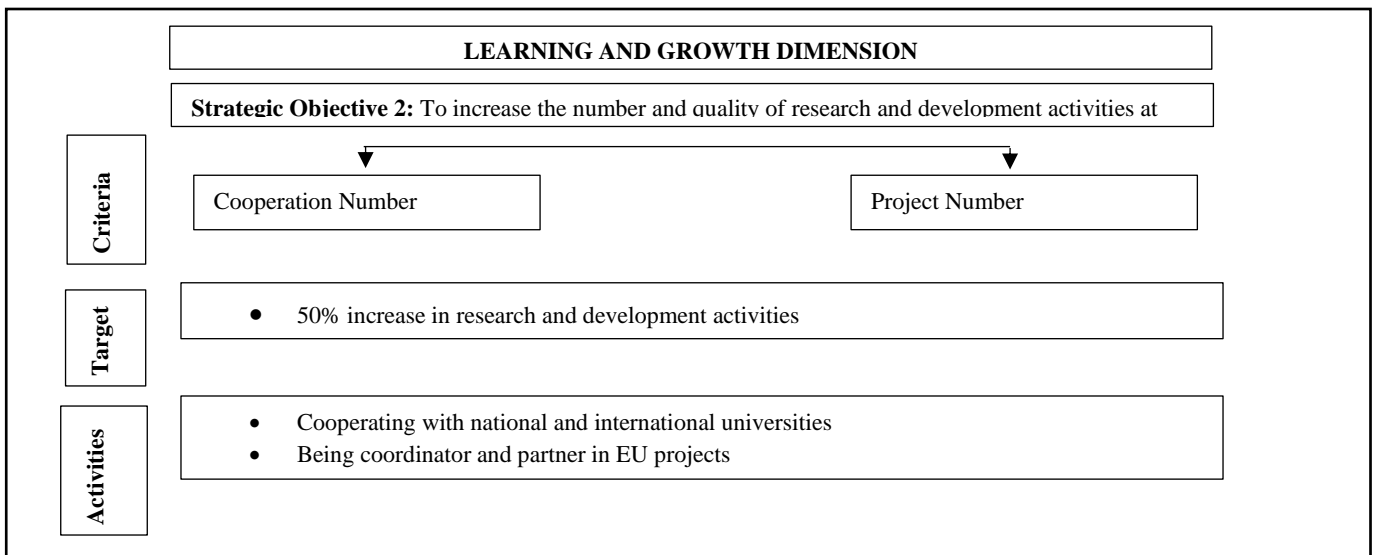 LEARNING AND GROWTH DIMENSION
Strategic Objective 2: To increase the number and quality of research and development activities at
Criteria
Cooperation Number
Project Number
Target
• 50% increase in research and development activities
Activities
• Cooperating with national and international universities
• Being coordinator and partner in EU projects